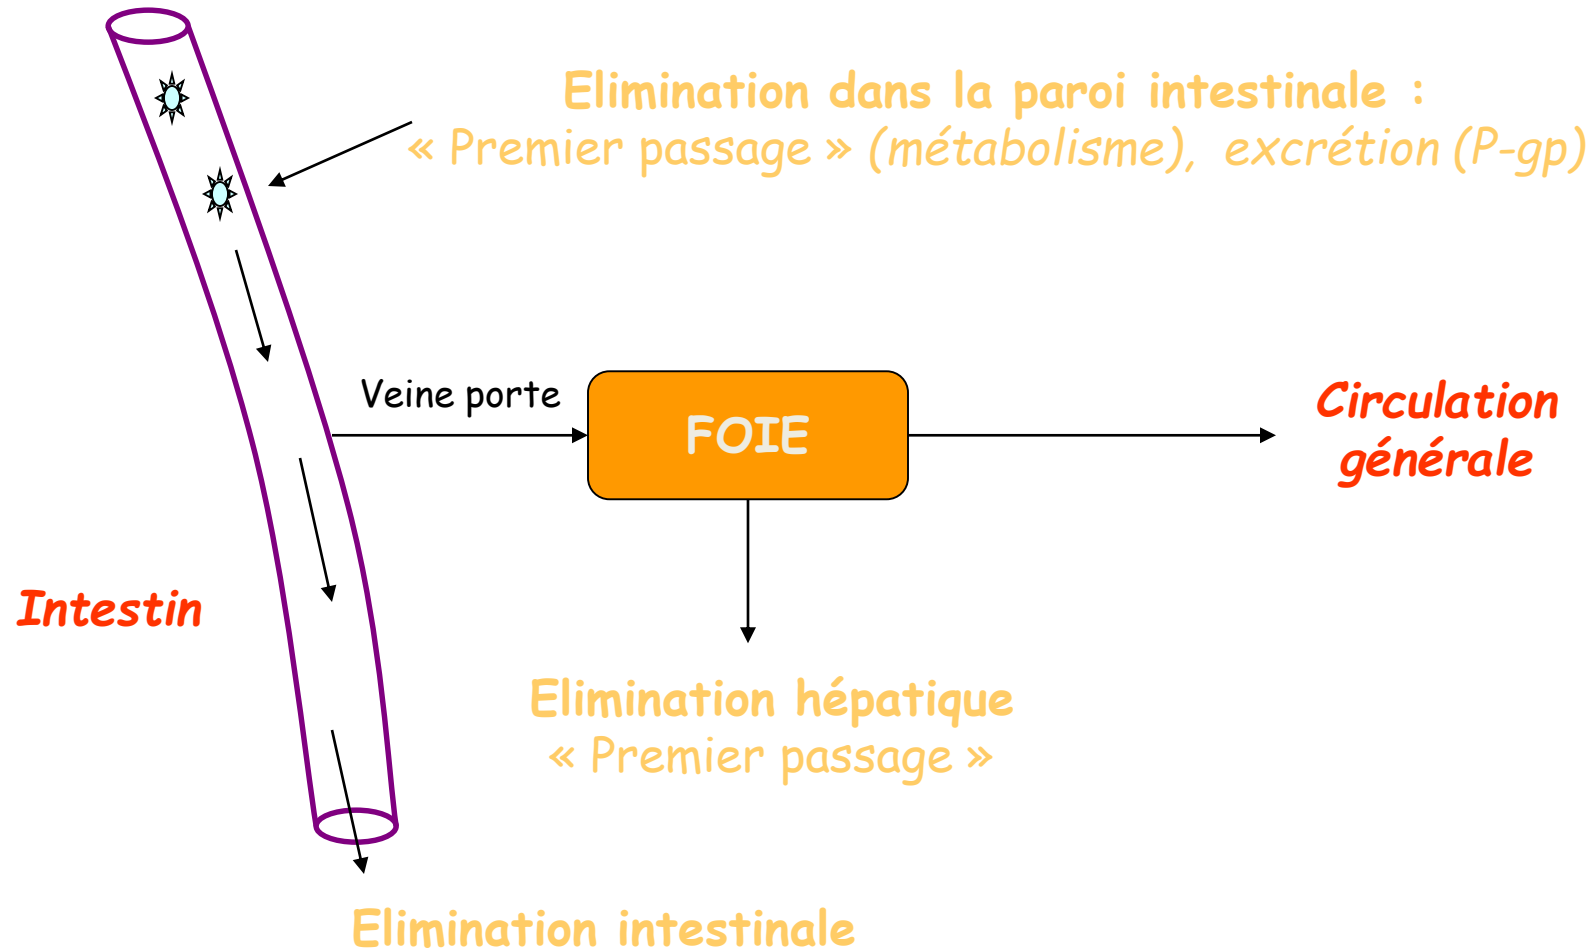 Elimination dans la paroi intestinale :
« Premier passage » (métabolisme), excrétion (P-gp)
Veine porte
FOIE
Circulation
générale
Intestin
Elimination hépatique
« Premier passage »
Elimination intestinale